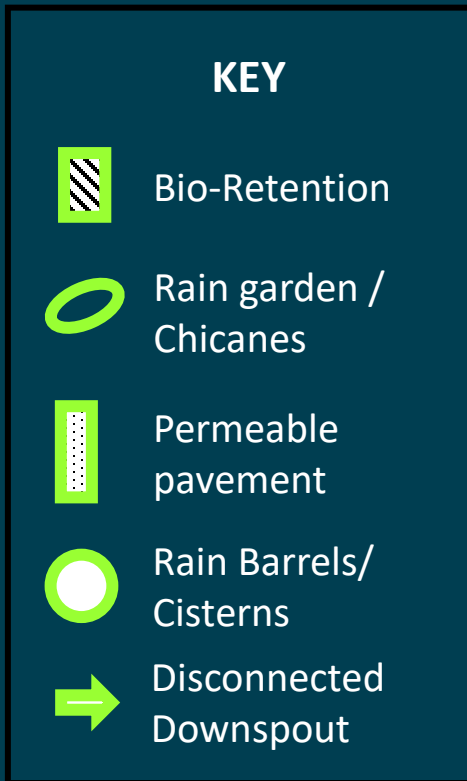 KEY
Bio-Retention
Rain garden /
Chicanes
Permeable
pavement
Rain Barrels/
Cisterns
Disconnected
Downspout